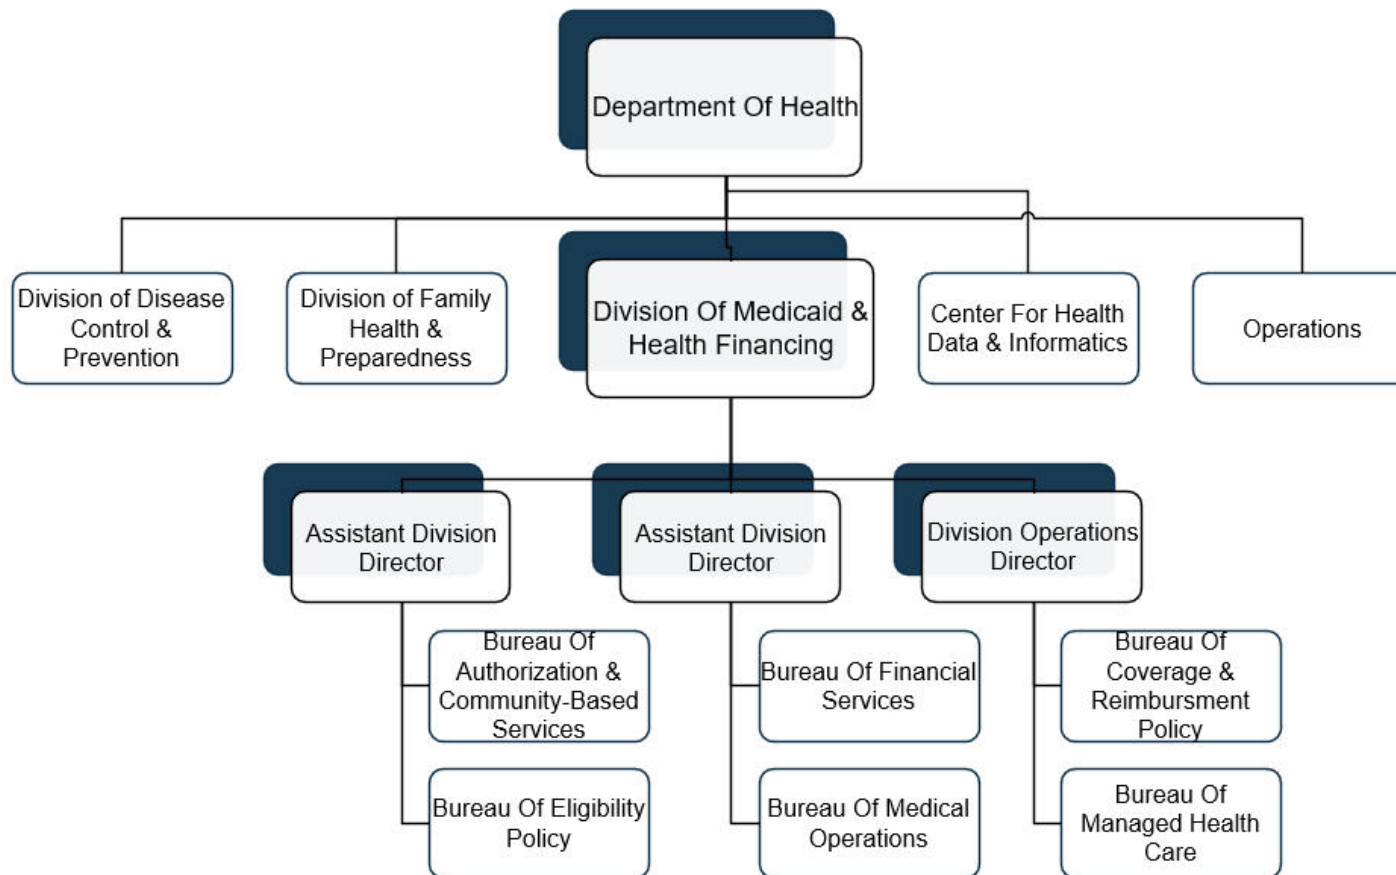 Department Of Health
Division of Disease
Control &
Prevention
Division of Family
Health &
Preparedness
Division Of Medicaid &
Health Financing
Center For Health
Data & Informatics
Operations
Assistant Division
Director
Assistant Division
Director
Division Operations
Director
Bureau Of
Authorization &
Community-Based
Services
Bureau Of Financial
Services
Bureau Of
Coverage &
Reimbursment
Policy
Bureau Of Eligibility
Policy
Bureau Of Medical
Operations
Bureau Of
Managed Health
Care